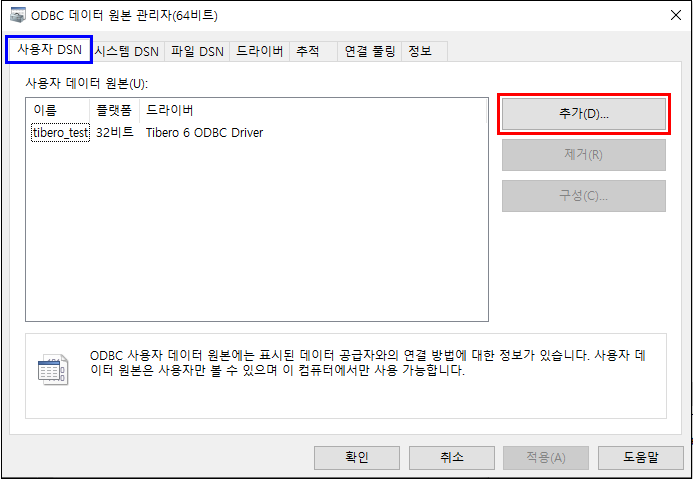 ODBC 데이터 원본 관리자(64비트)
사용자 DSN 시스템 DSN 파일 DSN 드라이버 추적 연결 풀링 정보
사용자 데이터 원본(U):
이름 플랫폼 드라이버
tibero_test 32비트 Tibero 6 ODBC Driver
추가(D)...
제거(R)
구성(C)...
ODBC 사용자 데이터 원본에는 표시된 데이터 공급자와의 연결 방법에 대한 정보가 있습니다. 사용자 데
이터 원본은 사용자만 볼 수 있으며 이 컴퓨터에서만 사용 가능합니다.
확인 취소 적용(A) 도움말